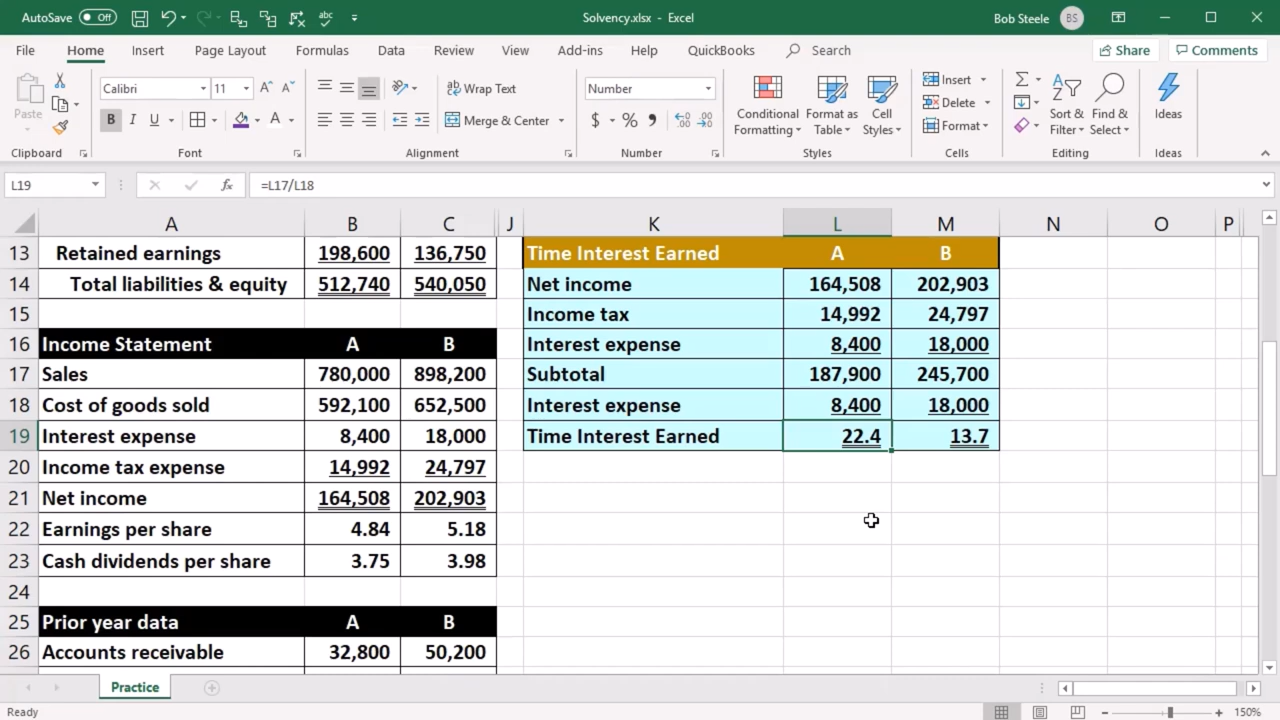 AutoSave Off Solvency.xlsx - Excel Bob Steele BS
File Home Insert Page Layout Formulas Data Review View Add-ins Help QuickBooks Search Share Comments
Calibri 11 A A ab Wrap Text Number Insert
Paste B I U A Merge & Center $ % Conditional Formatting Format as Table Cell Styles Delete Sort & Filter Find & Select Ideas
Format
Clipboard Font Alignment Number Styles Cells Editing Ideas
L19 fx =L17/L18
A B C J K L M N O P
13 Retained earnings 198,600 136,750 Time Interest Earned A B
14 Total liabilities & equity 512,740 540,050 Net income 164,508 202,903
15 Income tax 14,992 24,797
16 Income Statement A B Interest expense 8,400 18,000
17 Sales 780,000 898,200 Subtotal 187,900 245,700
18 Cost of goods sold 592,100 652,500 Interest expense 8,400 18,000
19 Interest expense 8,400 18,000 Time Interest Earned 22.4 13.7
20 Income tax expense 14,992 24,797
21 Net income 164,508 202,903
22 Earnings per share 4.84 5.18
23 Cash dividends per share 3.75 3.98
24
25 Prior year data A B
26 Accounts receivable 32,800 50,200
Practice
Ready 150%